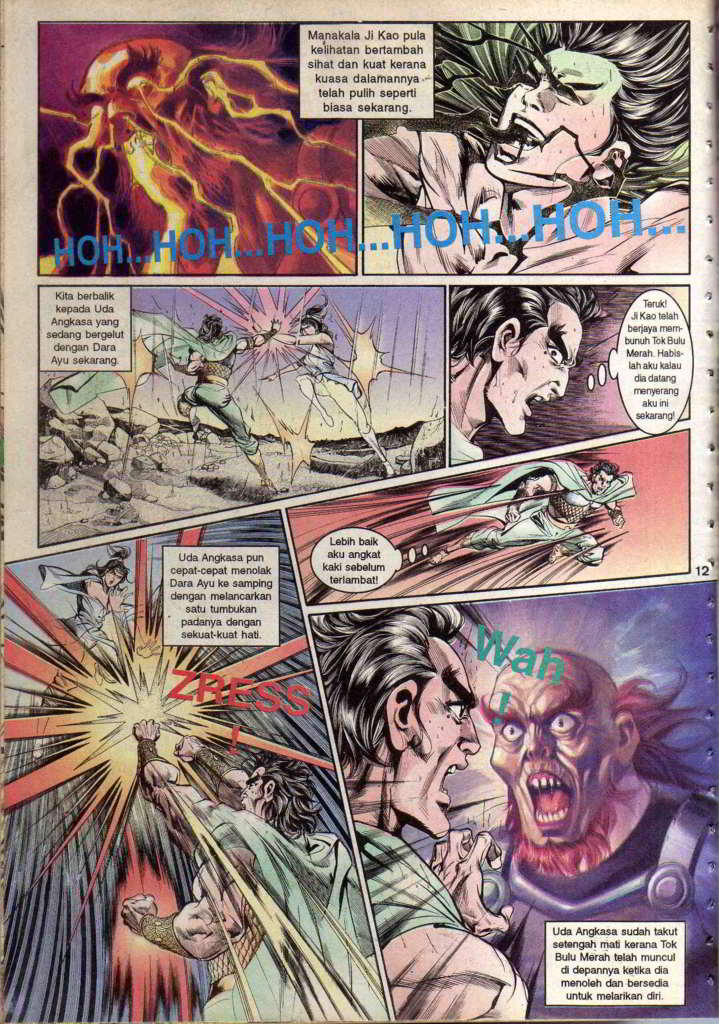 Manakala Ji Kao pula
kelihatan bertambah
sihat dan kuat kerana
kuasa dalamannya
telah pulih seperti
biasa sekarang.
HOH...HOH...HOH...HOH...HOH...
Kita berbalik
kepada Uda
Angkasa yang
sedang bergelut
dengan Dara
Ayu sekarang.
Teruk!
Ji Kao telah
berjaya mem-
bunuh Tok Bulu
Merah. Habis-
lah aku kalau
dia datang
menyerang
aku ini
sekarang!
Lebih baik
aku angkat
kaki sebelum
terlambat!
12
Uda Angkasa pun
cepat-cepat menolak
Dara Ayu ke samping
dengan melancarkan
satu tumbukan
padanya dengan
sekuat-kuat hati.
ZRESS
!
Wah
!
Uda Angkasa sudah takut
setengah mati kerana Tok
Bulu Merah telah muncul
di depannya ketika dia
menoleh dan bersedia
untuk melarikan diri.